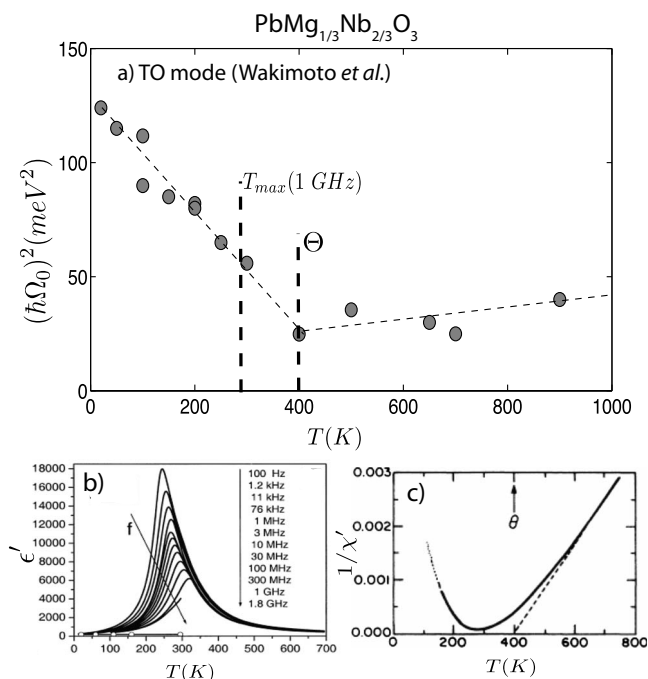 PbMg1/3Nb2/3O3
a) TO mode (Wakimoto et al.)
150
100
50
0
(ħΩ0)² (meV²)
Tmax(1 GHz)
Θ
0 200 400 600 800 1000
T(K)
b)
18000
16000
14000
12000
10000
8000
6000
4000
2000
0
ϵ′
f
100 Hz
1.2 kHz
11 kHz
76 kHz
1 MHz
3 MHz
10 MHz
30 MHz
100 MHz
300 MHz
1 GHz
1.8 GHz
0 100 200 300 400 500 600 700
T(K)
c)
0.003
0.002
0.001
0.000
1/χ′
θ
0 200 400 600 800
T(K)